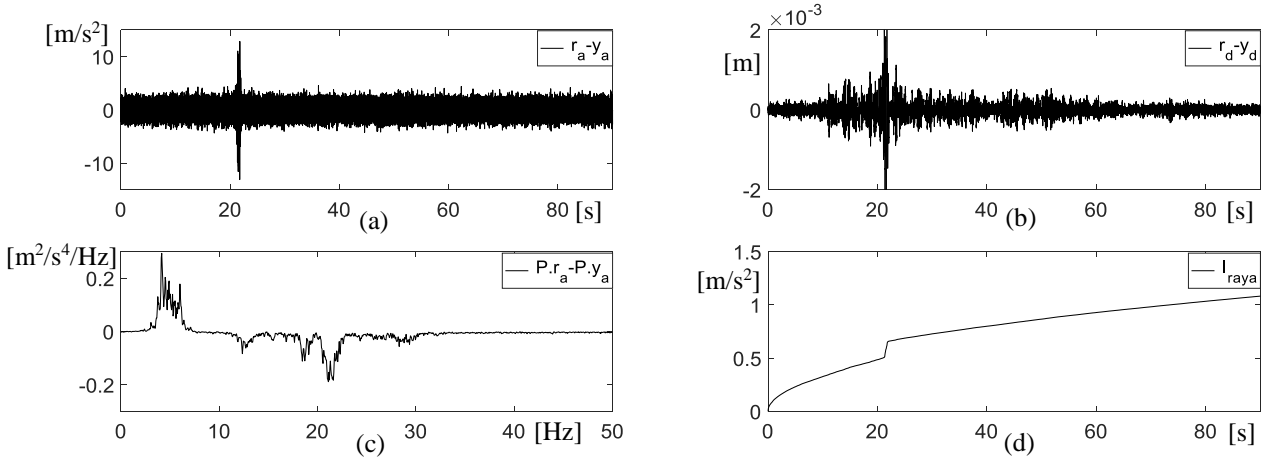 [m/s²]
10
0
-10
r_a-y_a
0 20 40 60 80 [s]
(a)
×10⁻³
2
[m]
0
-2
r_d-y_d
0 20 40 60 80 [s]
(b)
[m²/s⁴/Hz]
0.2
0
-0.2
P.r_a-P.y_a
0 10 20 30 40 [Hz] 50
(c)
1.5
[m/s²]
1
0.5
0
I_raya
0 20 40 60 80 [s]
(d)